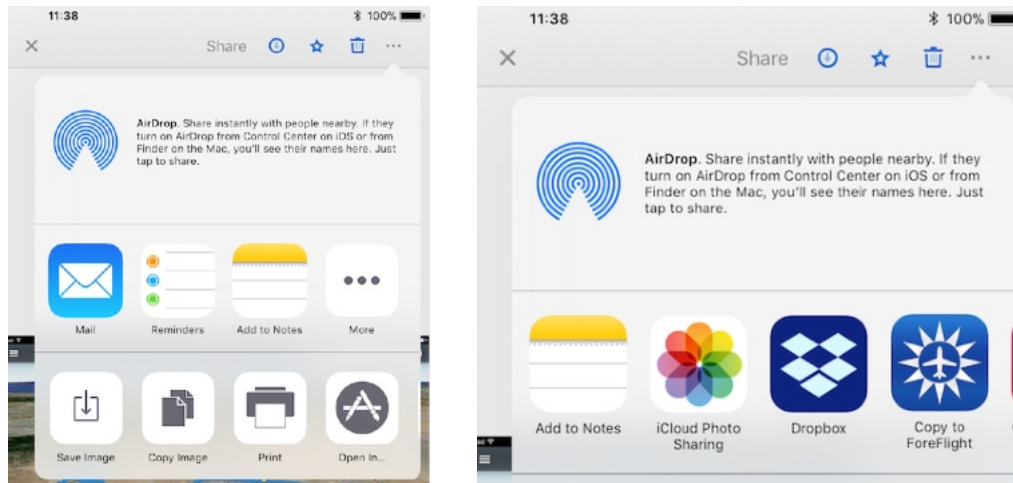 11:38
100%
Share
AirDrop. Share instantly with people nearby. If they
turn on AirDrop from Control Center on iOS or from
Finder on the Mac, you'll see their names here. Just
tap to share.
Mail
Reminders
Add to Notes
More
Save Image
Copy Image
Print
Open In...
11:38
100%
Share
AirDrop. Share instantly with people nearby. If they
turn on AirDrop from Control Center on iOS or from
Finder on the Mac, you'll see their names here. Just
tap to share.
Add to Notes
iCloud Photo
Sharing
Dropbox
Copy to
ForeFlight